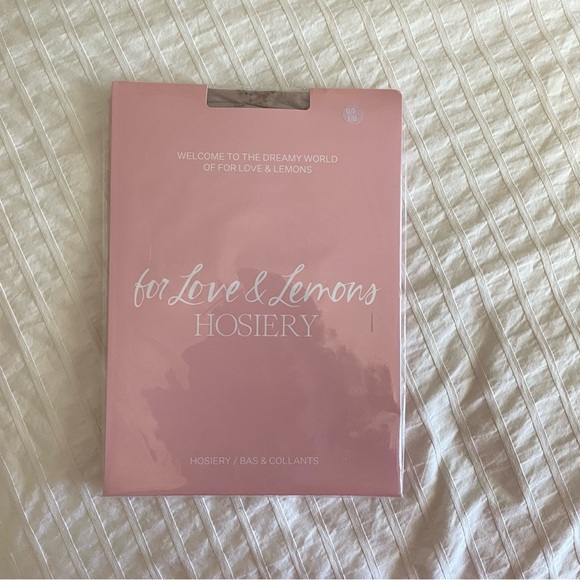 WELCOME TO THE DREAMY WORLD
OF FOR LOVE & LEMONS
for Love & Lemons
HOSIERY
HOSIERY / BAS & COLLANTS